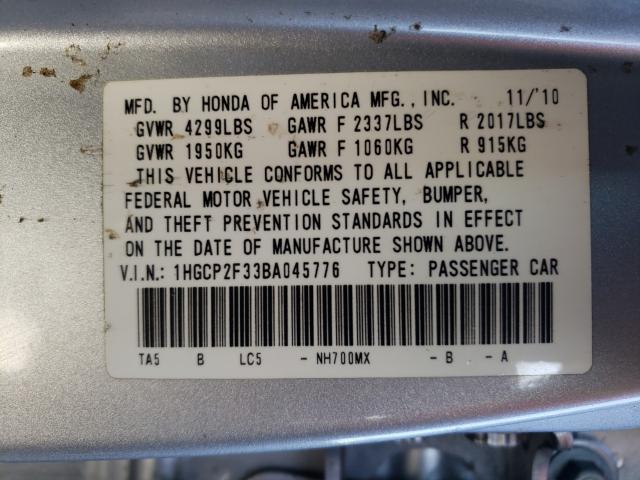 MFD. BY HONDA OF AMERICA MFG., INC. 11/'10
GVWR 4299LBS GAWR F 2337LBS R 2017LBS
GVWR 1950KG GAWR F 1060KG R 915KG
THIS VEHICLE CONFORMS TO ALL APPLICABLE
FEDERAL MOTOR VEHICLE SAFETY, BUMPER,
AND THEFT PREVENTION STANDARDS IN EFFECT
ON THE DATE OF MANUFACTURE SHOWN ABOVE.
V.I.N.: 1HGCP2F33BA045776 TYPE: PASSENGER CAR
TA5 B LC5 - NH700MX - B - A